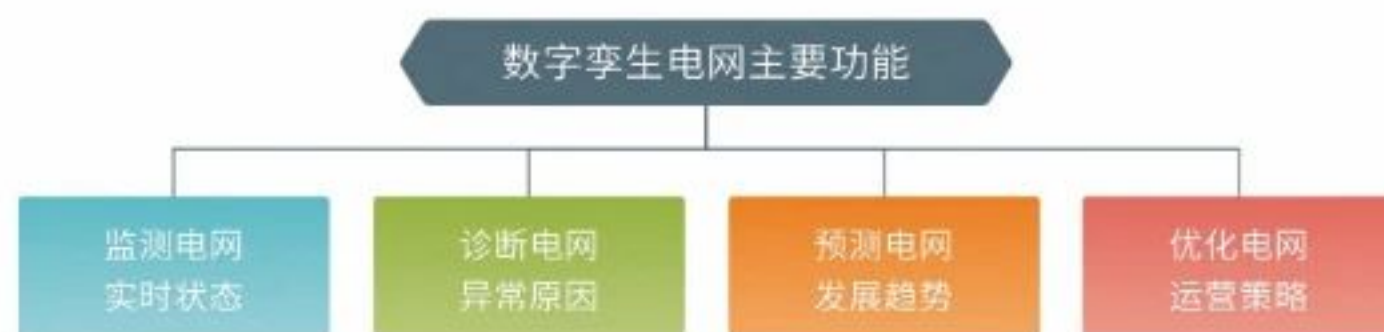 数字孪生电网主要功能
监测电网
实时状态
诊断电网
异常原因
预测电网
发展趋势
优化电网
运营策略